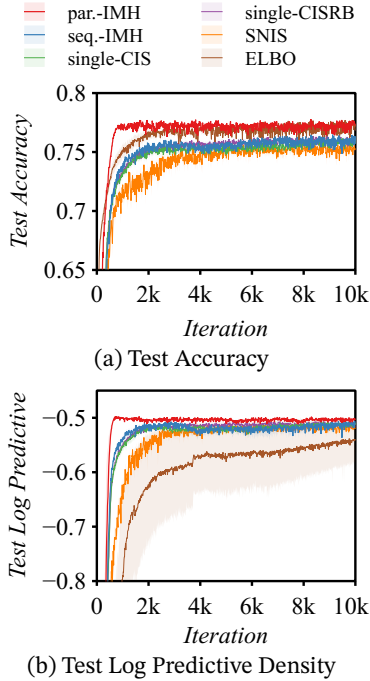 par.-IMH single-CISRB
seq.-IMH SNIS
single-CIS ELBO
0.8
0.75
0.7
0.65
Test Accuracy
0 2k 4k 6k 8k 10k
Iteration
(a) Test Accuracy
−0.5
−0.6
−0.7
−0.8
Test Log Predictive
0 2k 4k 6k 8k 10k
Iteration
(b) Test Log Predictive Density